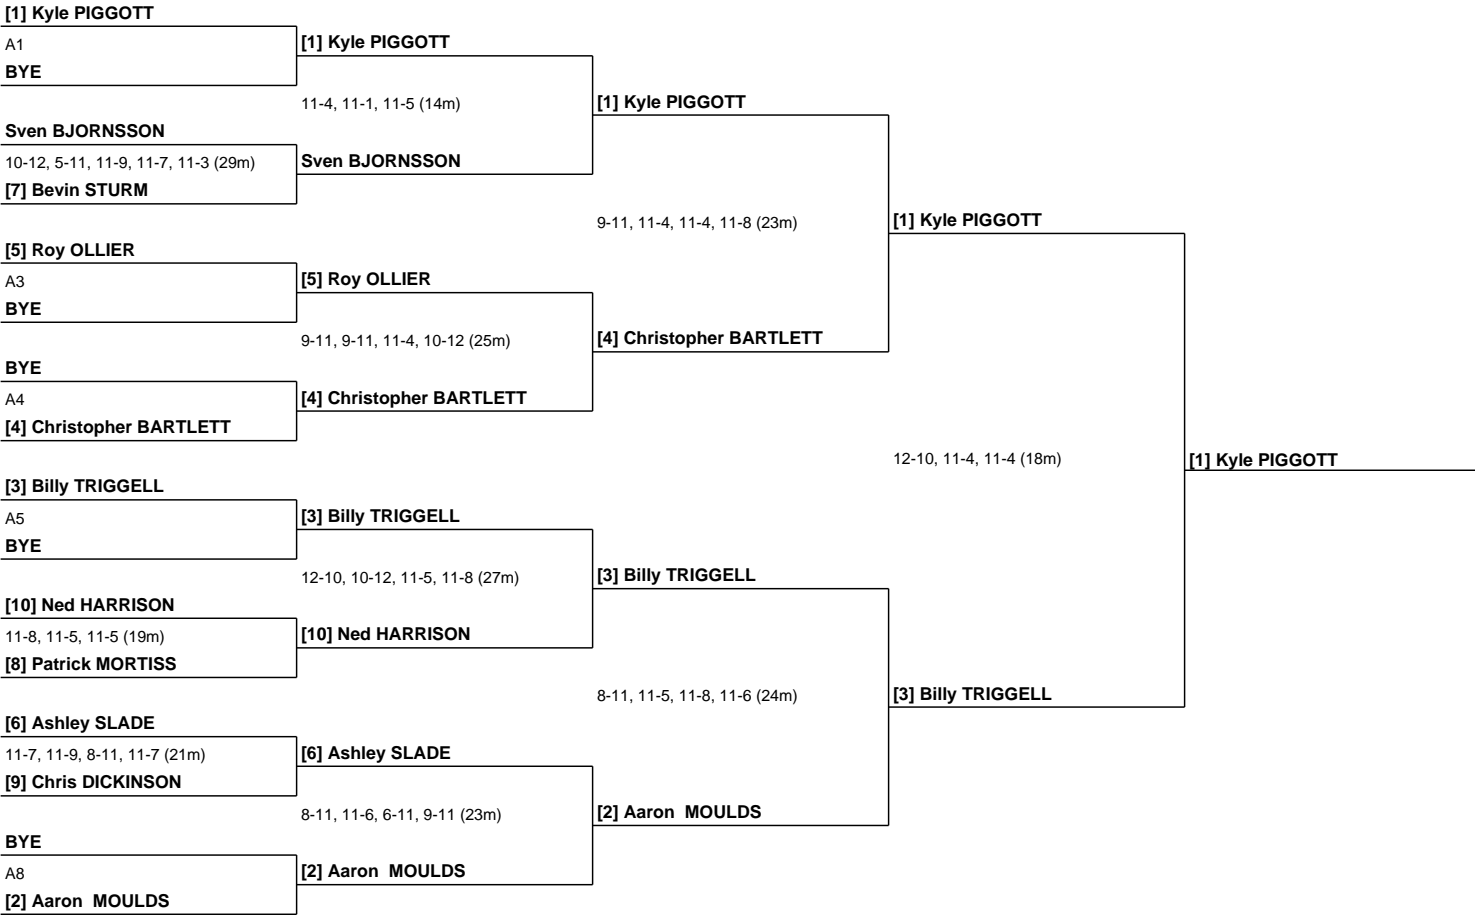 [1] Kyle PIGGOTT
A1
BYE
[1] Kyle PIGGOTT
11-4, 11-1, 11-5 (14m)
[1] Kyle PIGGOTT
Sven BJORNSSON
10-12, 5-11, 11-9, 11-7, 11-3 (29m)
[7] Bevin STURM
Sven BJORNSSON
9-11, 11-4, 11-4, 11-8 (23m)
[1] Kyle PIGGOTT
[5] Roy OLLIER
A3
BYE
[5] Roy OLLIER
9-11, 9-11, 11-4, 10-12 (25m)
[4] Christopher BARTLETT
BYE
A4
[4] Christopher BARTLETT
[4] Christopher BARTLETT
12-10, 11-4, 11-4 (18m)
[1] Kyle PIGGOTT
[3] Billy TRIGGELL
A5
BYE
[3] Billy TRIGGELL
12-10, 10-12, 11-5, 11-8 (27m)
[3] Billy TRIGGELL
[10] Ned HARRISON
11-8, 11-5, 11-5 (19m)
[8] Patrick MORTISS
[10] Ned HARRISON
8-11, 11-5, 11-8, 11-6 (24m)
[3] Billy TRIGGELL
[6] Ashley SLADE
11-7, 11-9, 8-11, 11-7 (21m)
[9] Chris DICKINSON
[6] Ashley SLADE
8-11, 11-6, 6-11, 9-11 (23m)
[2] Aaron  MOULDS
BYE
A8
[2] Aaron  MOULDS
[2] Aaron  MOULDS